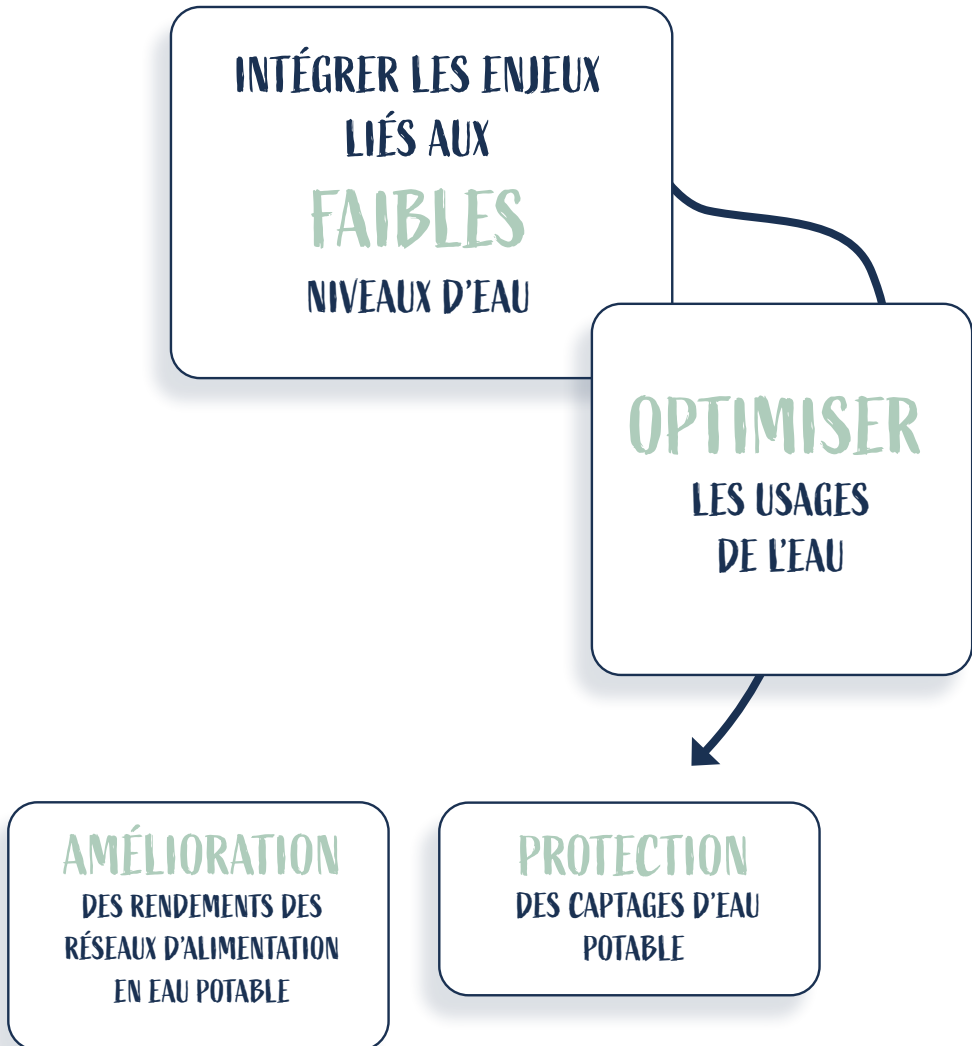 INTÉGRER LES ENJEUX
LIÉS AUX
FAIBLES
NIVEAUX D'EAU
OPTIMISER
LES USAGES
DE L'EAU
AMÉLIORATION
DES RENDEMENTS DES
RÉSEAUX D'ALIMENTATION
EN EAU POTABLE
PROTECTION
DES CAPTAGES D'EAU
POTABLE